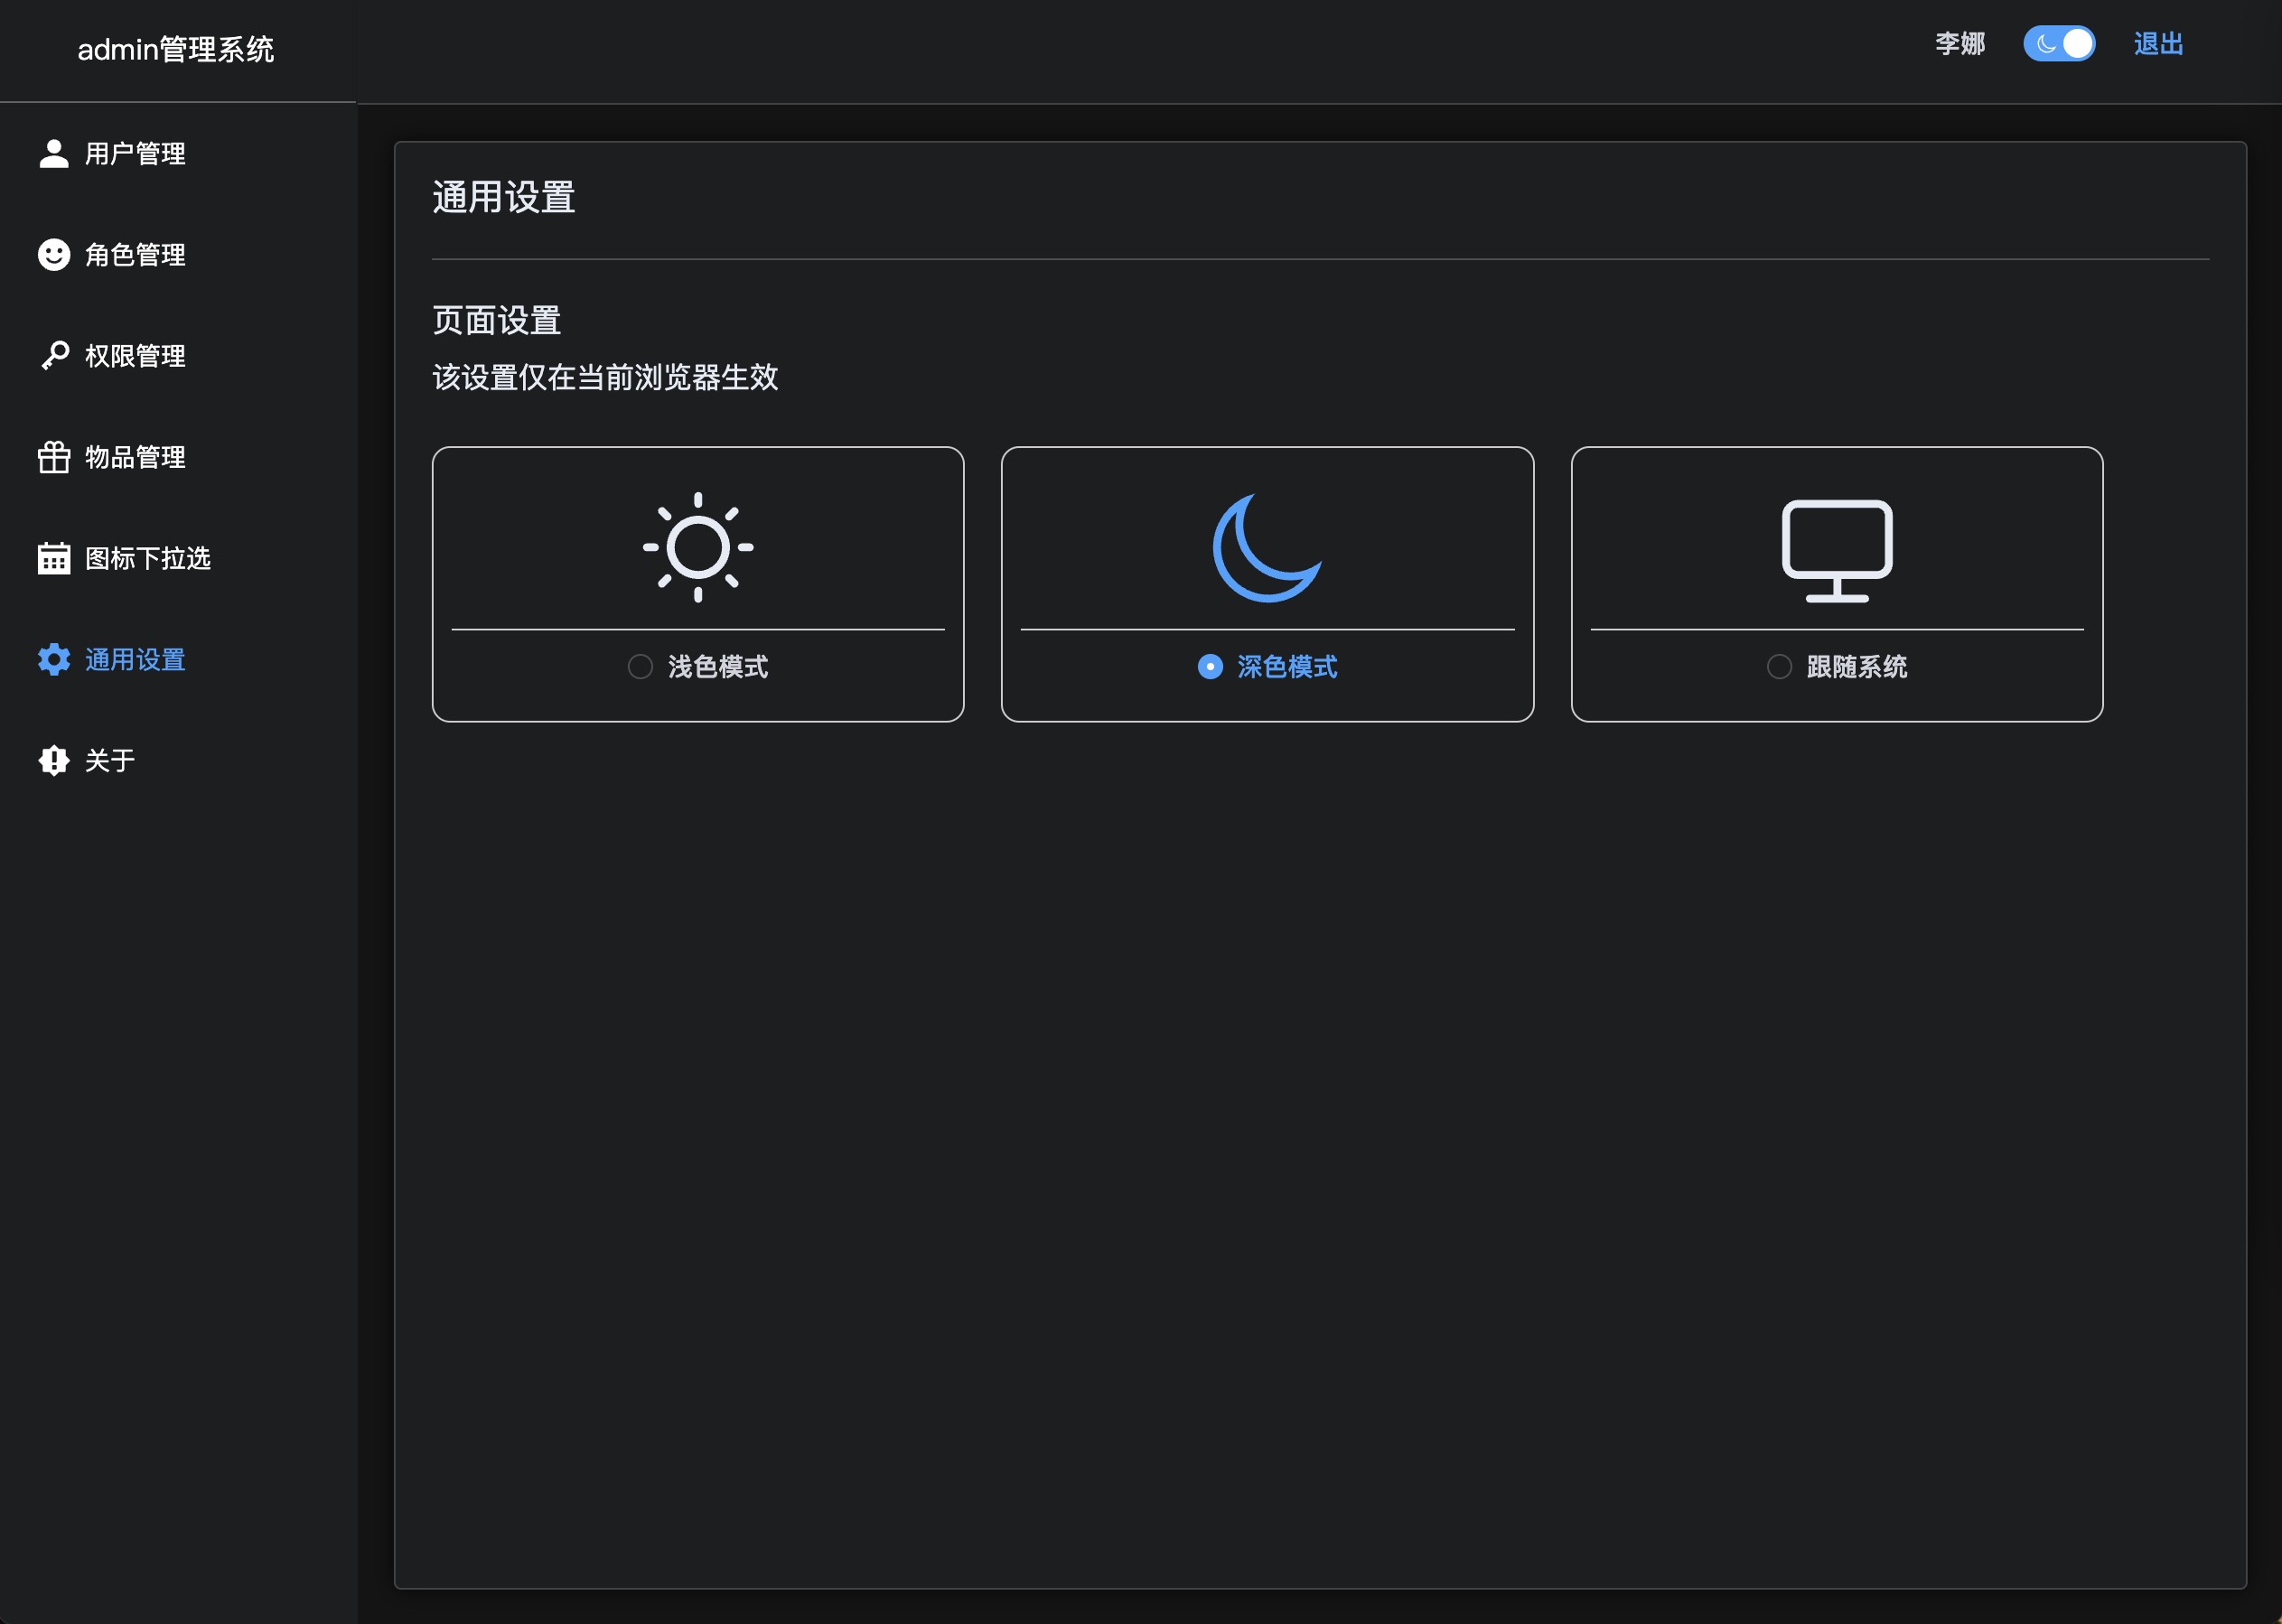 admin管理系统
李娜
退出
用户管理
角色管理
权限管理
物品管理
图标下拉选
通用设置
关于
通用设置
页面设置
该设置仅在当前浏览器生效
浅色模式
深色模式
跟随系统